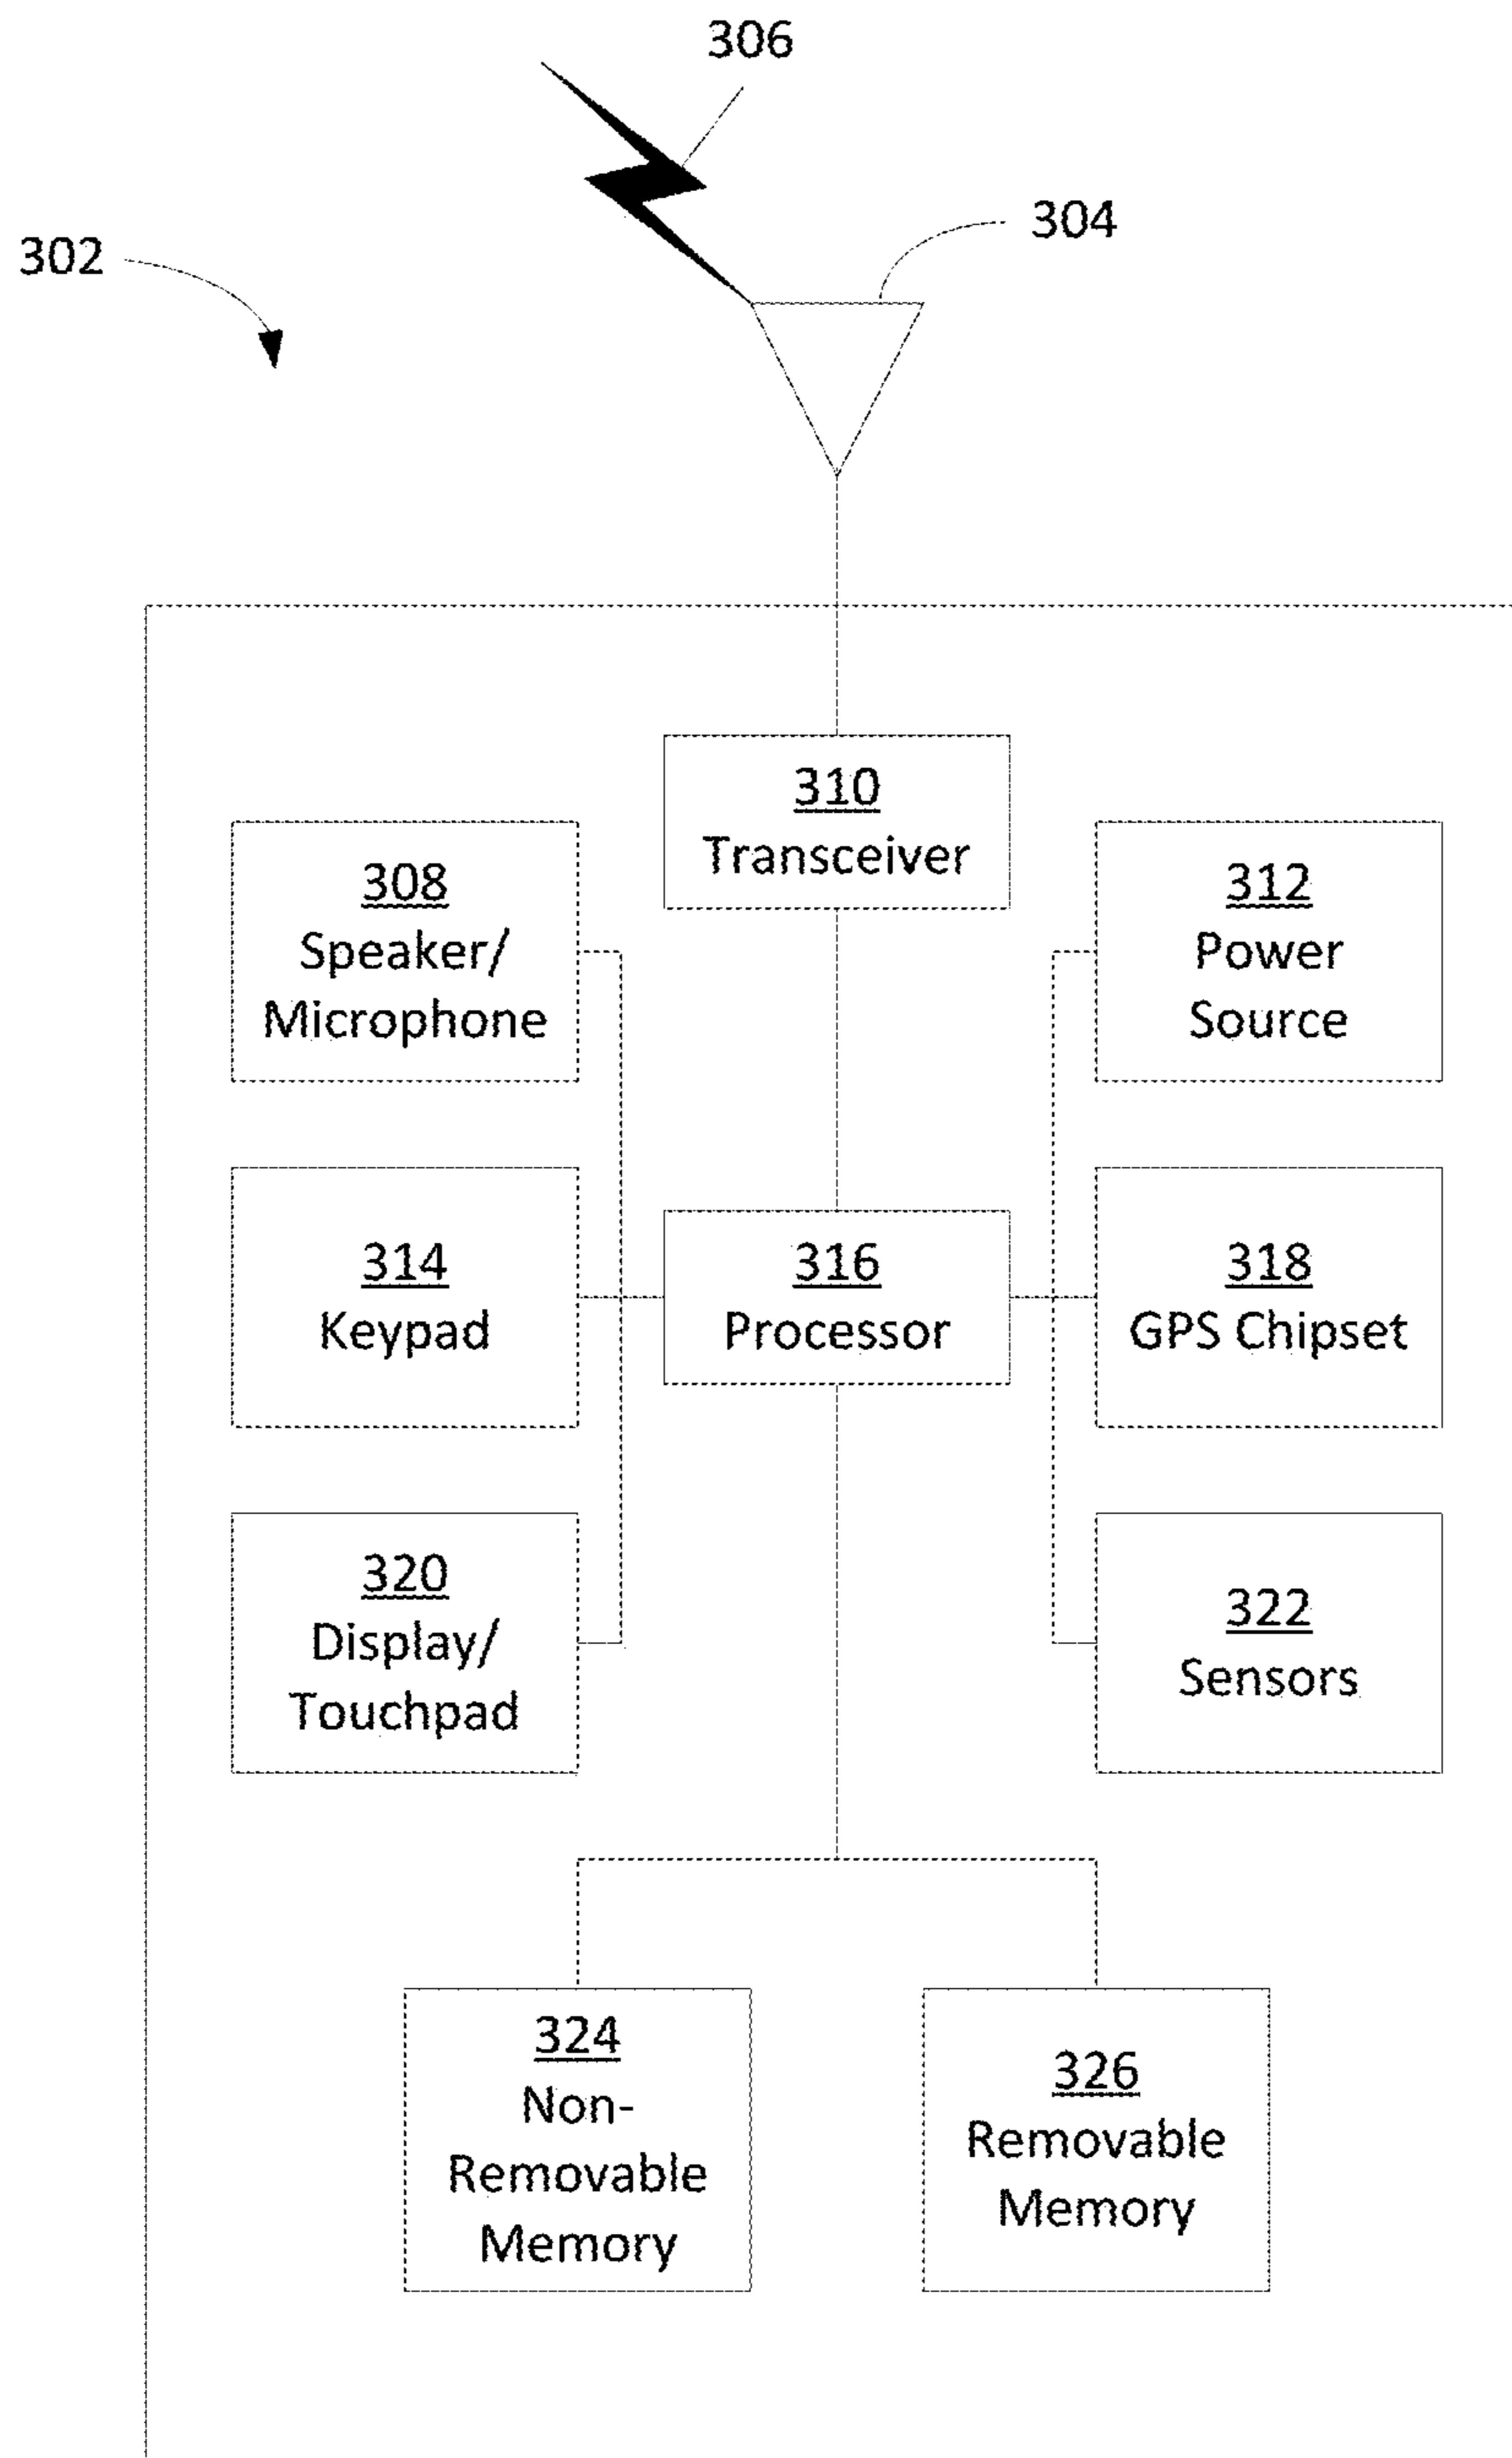 306
304
302
310
Transceiver
308
Speaker/
Microphone
312
Power
Source
314
Keypad
316
Processor
318
GPS Chipset
320
Display/
Touchpad
322
Sensors
324
Non-
Removable
Memory
326
Removable
Memory